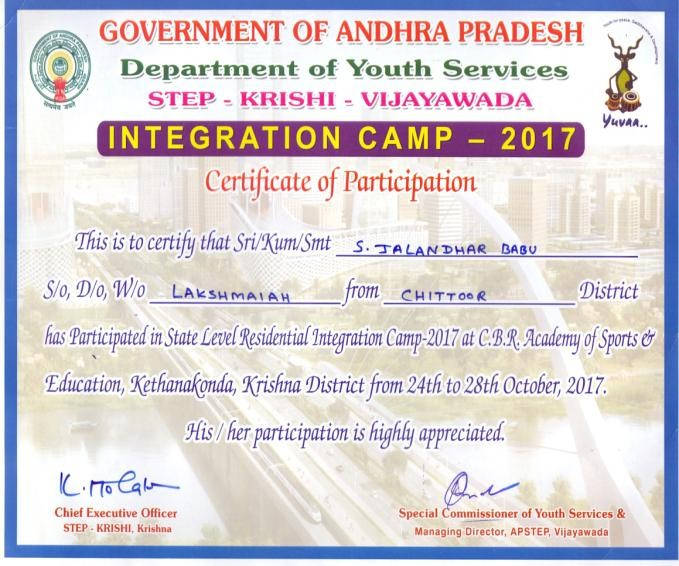 GOVERNMENT OF ANDHRA PRADESH
Department of Youth Services
STEP - KRISHI - VIJAYAWADA
INTEGRATION CAMP – 2017
Certificate of Participation
This is to certify that Sri/Kum/Smt S. JALANDHAR BABU
S/o, D/o, W/o LAKSHMAIAH from CHITTOOR District
has Participated in State Level Residential Integration Camp-2017 at C.B.R. Academy of Sports &
Education, Kethanakonda, Krishna District from 24th to 28th October, 2017.
His / her participation is highly appreciated.
Chief Executive Officer
STEP - KRISHI, Krishna
Special Commissioner of Youth Services &
Managing Director, APSTEP, Vijayawada
सत्यमेव जयते
Yuvaa..